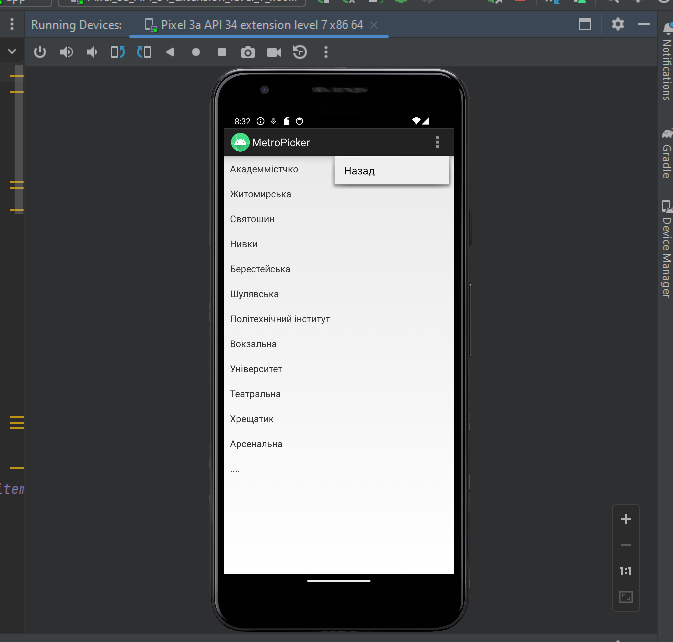 Running Devices:
Pixel 3a API 34 extension level 7 x86 64
Notifications
Gradle
Device Manager
8:32
MetroPicker
Назад
Академмістчко
Житомирська
Святошин
Нивки
Берестейська
Шулявська
Політехнічний інститут
Вокзальна
Університет
Театральна
Хрещатик
Арсенальна
....
item
1:1